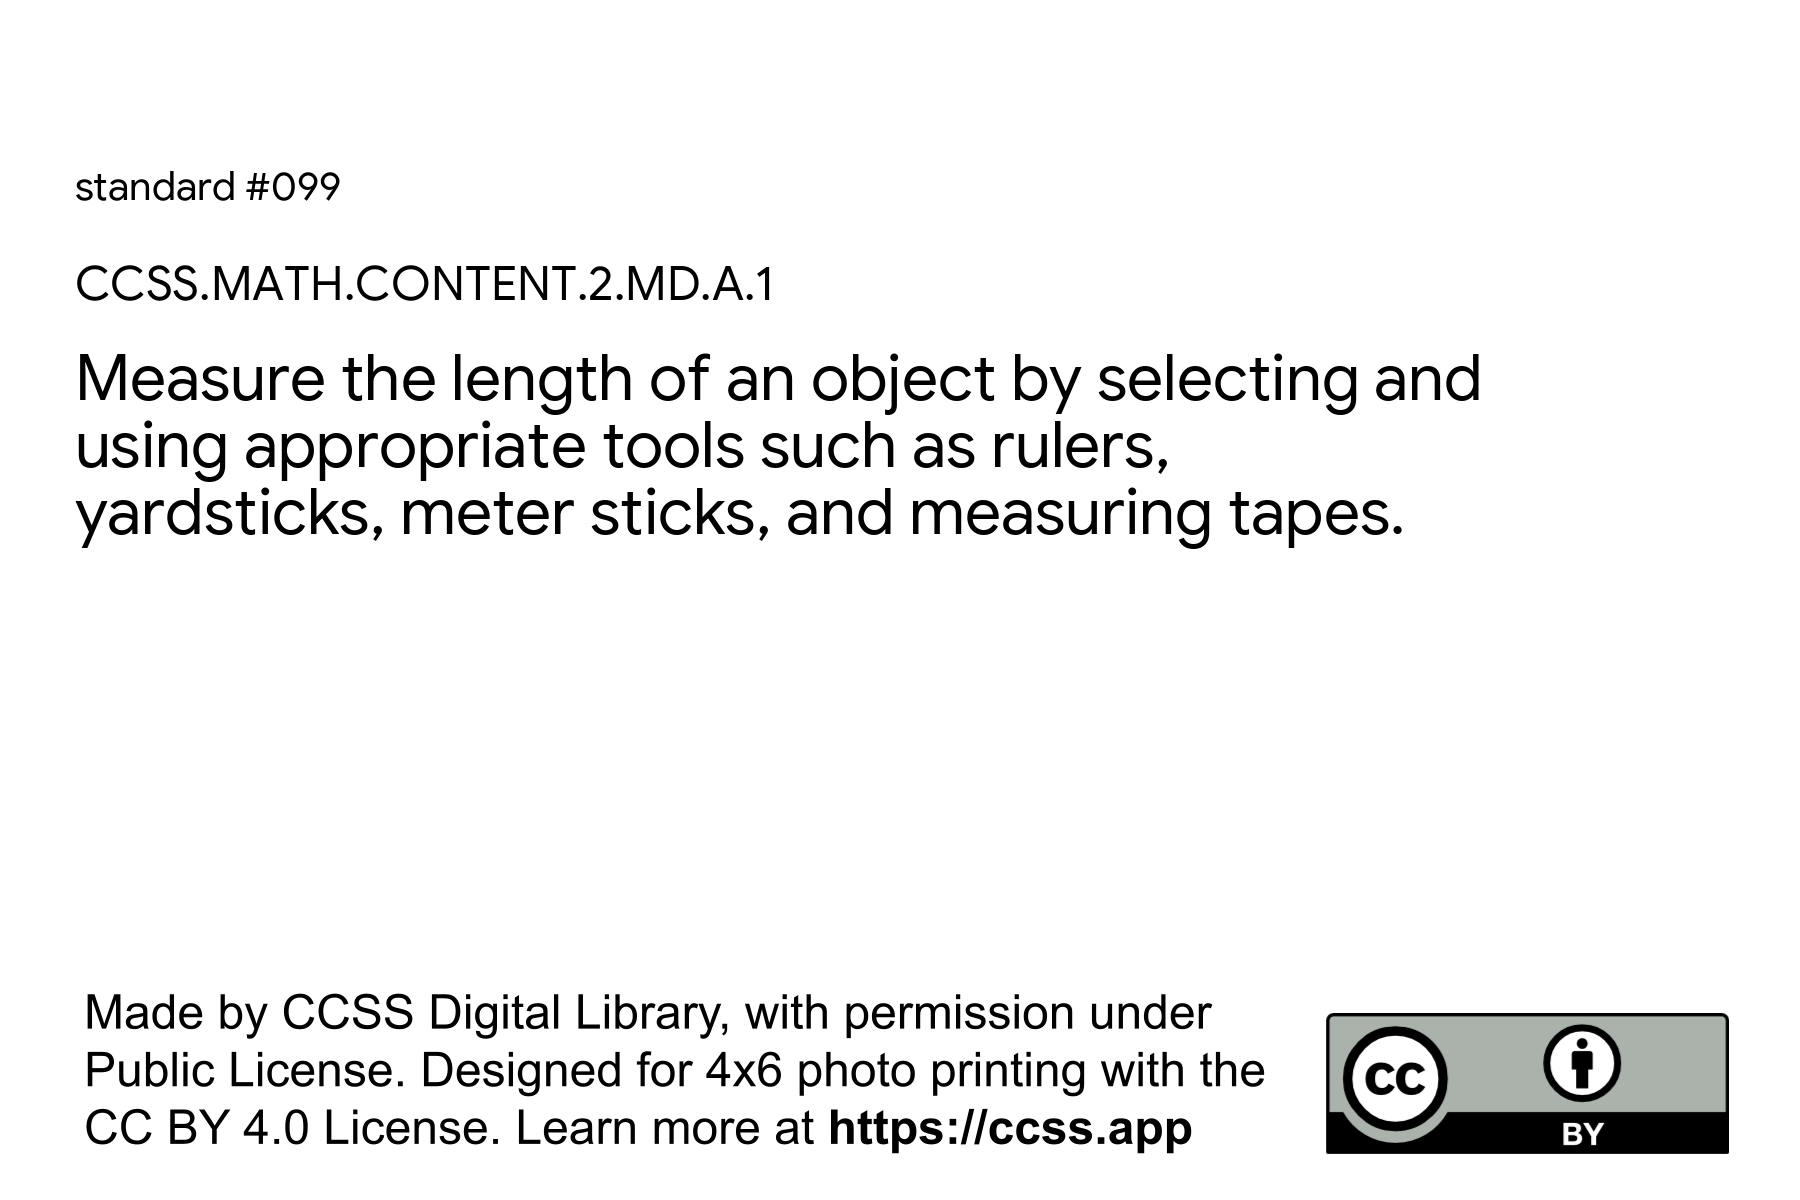 standard #099
CCSS.MATH.CONTENT.2.MD.A.1
Measure the length of an object by selecting and
using appropriate tools such as rulers,
yardsticks, meter sticks, and measuring tapes.
Made by CCSS Digital Library, with permission under
Public License. Designed for 4x6 photo printing with the
CC BY 4.0 License. Learn more at https://ccss.app
CC
BY